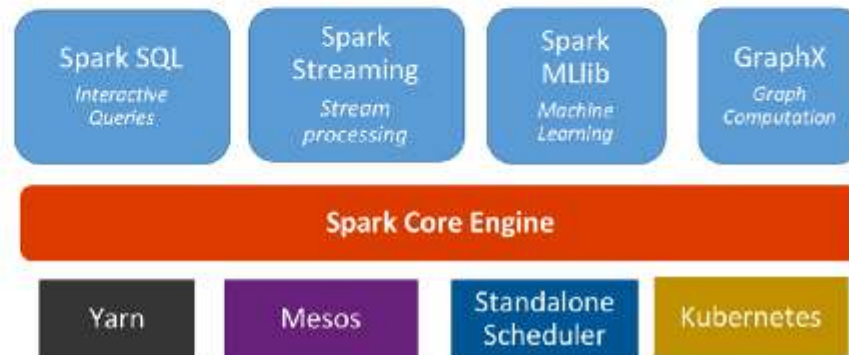 Spark SQL
Interactive
Queries
Spark
Streaming
Stream
processing
Spark
MLlib
Machine
Learning
GraphX
Graph
Computation
Spark Core Engine
Yarn
Mesos
Standalone
Scheduler
Kubernetes